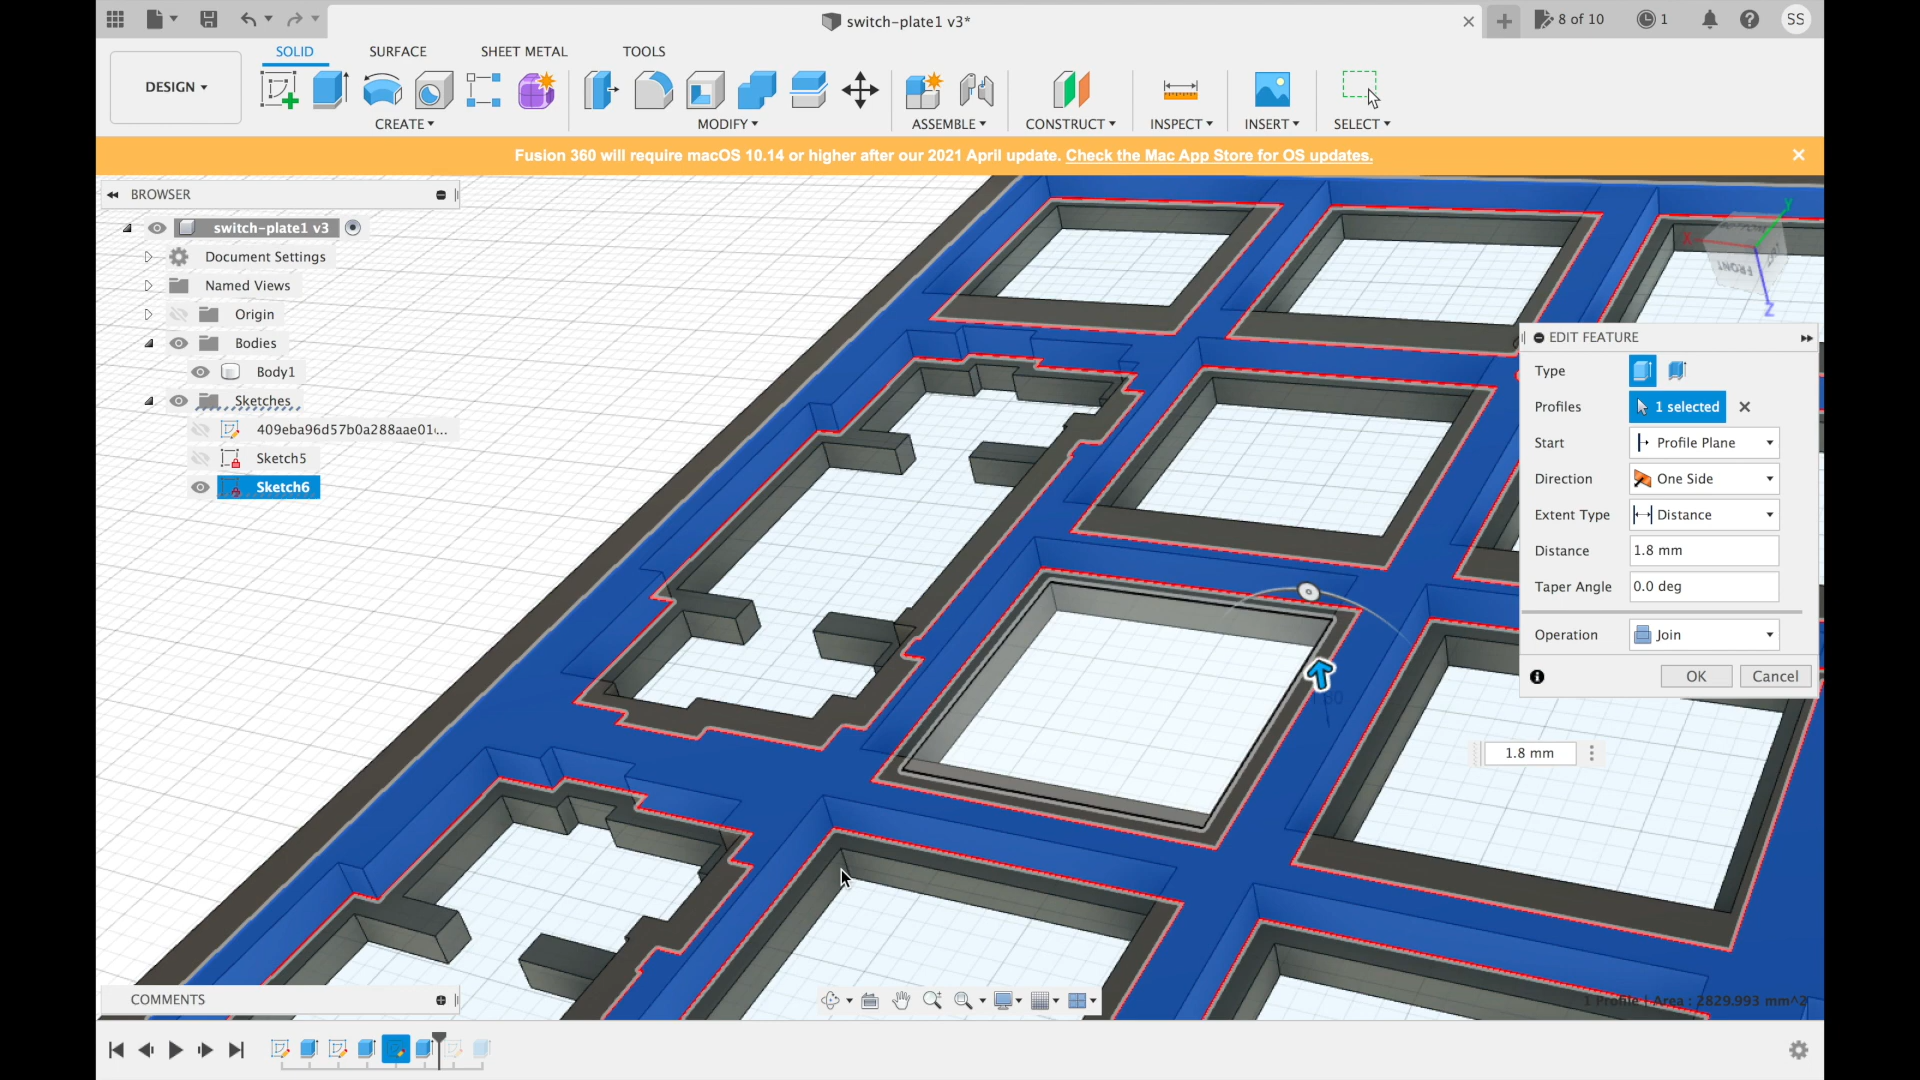 switch-plate1 v3*
8 of 10
1
SS
DESIGN
SOLID
SURFACE
SHEET METAL
TOOLS
CREATE
MODIFY
ASSEMBLE
CONSTRUCT
INSPECT
INSERT
SELECT
Fusion 360 will require macOS 10.14 or higher after our 2021 April update. Check the Mac App Store for OS updates.
BROWSER
switch-plate1 v3
Document Settings
Named Views
Origin
Bodies
Body1
Sketches
409eba96d57b0a288aae01...
Sketch5
Sketch6
Y
X
Z
FRONT
EDIT FEATURE
Type
Profiles 1 selected
Start Profile Plane
Direction One Side
Extent Type Distance
Distance 1.8 mm
Taper Angle 0.0 deg
Operation Join
OK Cancel
1.8 mm
COMMENTS
1 Profile | Area : 2829.993 mm^2